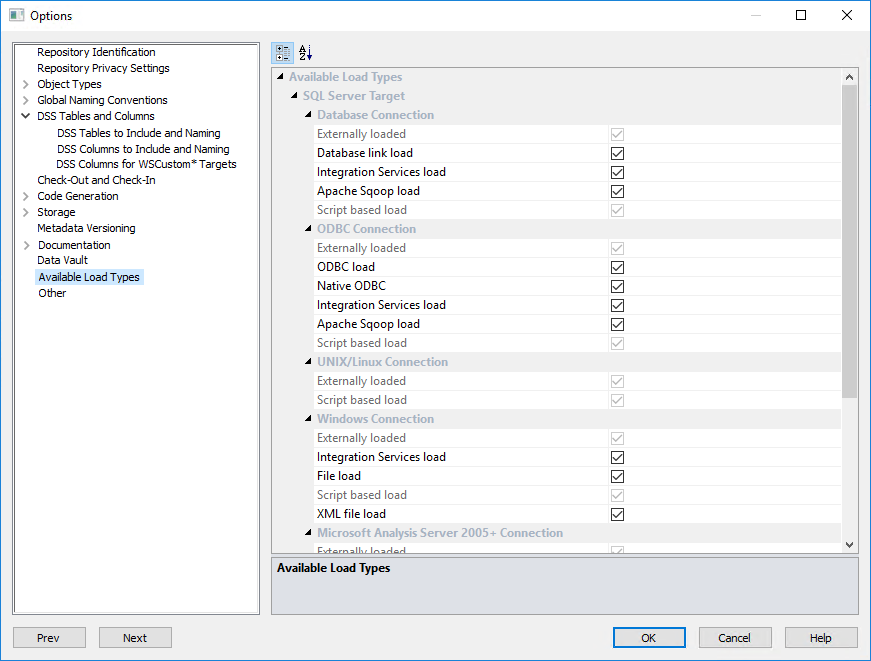 Options
Repository Identification
Repository Privacy Settings
Object Types
Global Naming Conventions
DSS Tables and Columns
DSS Tables to Include and Naming
DSS Columns to Include and Naming
DSS Columns for WSCustom* Targets
Check-Out and Check-In
Code Generation
Storage
Metadata Versioning
Documentation
Data Vault
Available Load Types
Other
Available Load Types
SQL Server Target
Database Connection
Externally loaded
Database link load
Integration Services load
Apache Sqoop load
Script based load
ODBC Connection
Externally loaded
ODBC load
Native ODBC
Integration Services load
Apache Sqoop load
Script based load
UNIX/Linux Connection
Externally loaded
Script based load
Windows Connection
Externally loaded
Integration Services load
File load
Script based load
XML file load
Microsoft Analysis Server 2005+ Connection
Externally loaded
Available Load Types
Prev
Next
OK
Cancel
Help